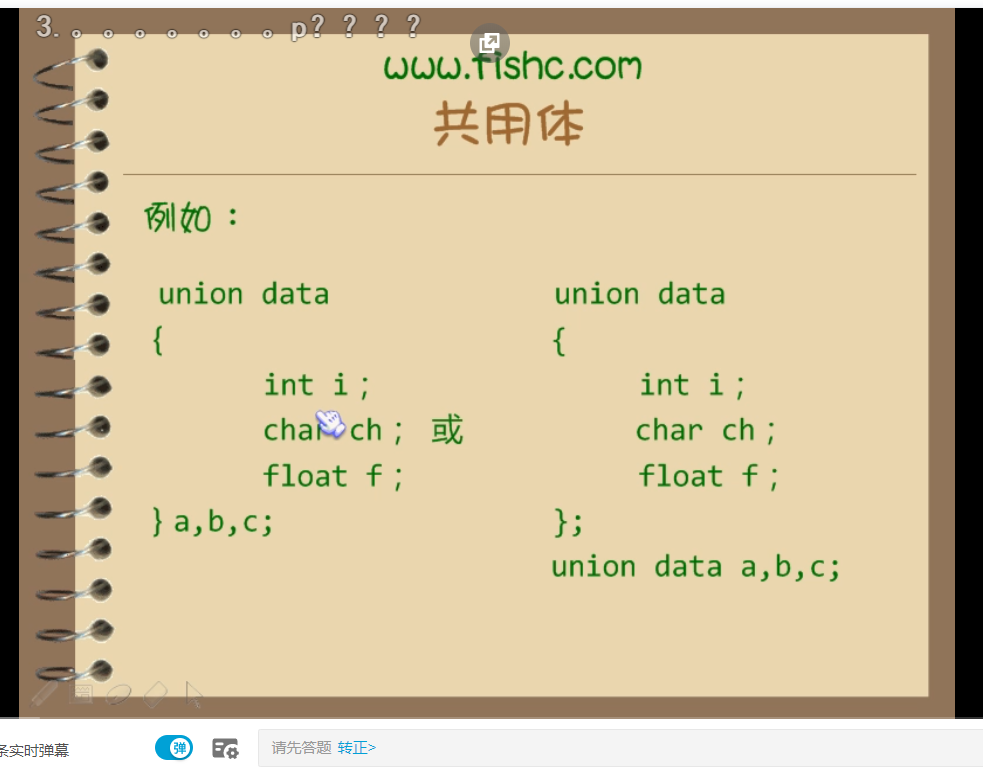 3. 。。。。。。。p？？？？
www.fishc.com
共用体
例如：
union data
{
int i；
char ch； 或
float f；
} a,b,c;
union data
{
int i；
char ch；
float f；
};
union data a,b,c;
条实时弹幕
弹
请先答题 转正>